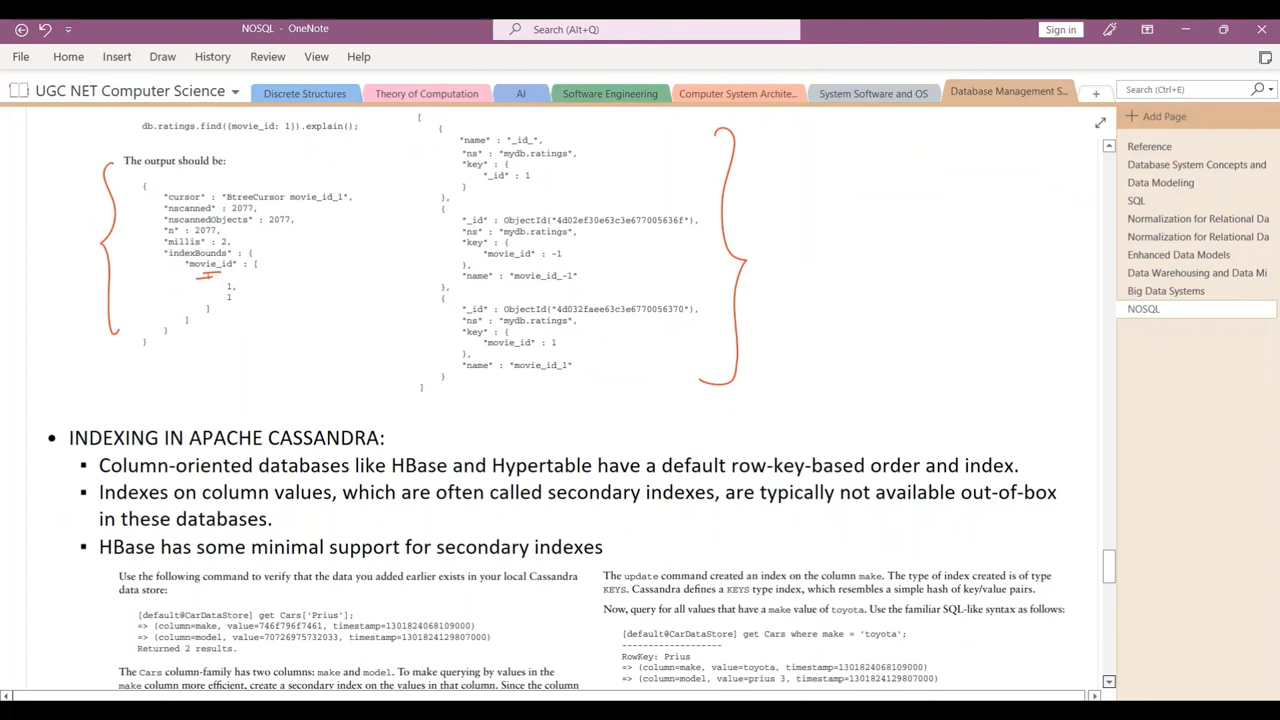 NOSQL - OneNote
Search (Alt+Q)
Sign in
File Home Insert Draw History Review View Help
UGC NET Computer Science
Discrete Structures
Theory of Computation
AI
Software Engineering
Computer System Archite...
System Software and OS
Database Management S...
Search (Ctrl+E)
Add Page
Reference
Database System Concepts and
Data Modeling
SQL
Normalization for Relational Da
Normalization for Relational Da
Enhanced Data Models
Data Warehousing and Data Mi
Big Data Systems
NOSQL
db.ratings.find({movie_id: 1}).explain();
The output should be:
{
"cursor" : "BtreeCursor movie_id_1",
"nscanned" : 2077,
"nscannedObjects" : 2077,
"n" : 2077,
"millis" : 2,
"indexBounds" : {
"movie_id" : [
1,
1
]
]
}
}
[
{
"name" : "_id_",
"ns" : "mydb.ratings",
"key" : {
"_id" : 1
}
},
{
"_id" : ObjectId("4d02ef30e63c3e677005636f"),
"ns" : "mydb.ratings",
"key" : {
"movie_id" : -1
},
"name" : "movie_id_-1"
},
{
"_id" : ObjectId("4d032faee63c3e6770056370"),
"ns" : "mydb.ratings",
"key" : {
"movie_id" : 1
},
"name" : "movie_id_1"
}
]
• INDEXING IN APACHE CASSANDRA:
▪ Column-oriented databases like HBase and Hypertable have a default row-key-based order and index.
▪ Indexes on column values, which are often called secondary indexes, are typically not available out-of-box
in these databases.
▪ HBase has some minimal support for secondary indexes
Use the following command to verify that the data you added earlier exists in your local Cassandra
data store:
[default@CarDataStore] get Cars['Prius'];
=> (column=make, value=746f796f7461, timestamp=1301824068109000)
=> (column=model, value=70726975732033, timestamp=1301824129807000)
Returned 2 results.
The Cars column-family has two columns: make and model. To make querying by values in the
make column more efficient, create a secondary index on the values in that column. Since the column
The update command created an index on the column make. The type of index created is of type
KEYS. Cassandra defines a KEYS type index, which resembles a simple hash of key/value pairs.
Now, query for all values that have a make value of toyota. Use the familiar SQL-like syntax as follows:
[default@CarDataStore] get Cars where make = 'toyota';
-------------------
RowKey: Prius
=> (column=make, value=toyota, timestamp=1301824068109000)
=> (column=model, value=prius 3, timestamp=1301824129807000)